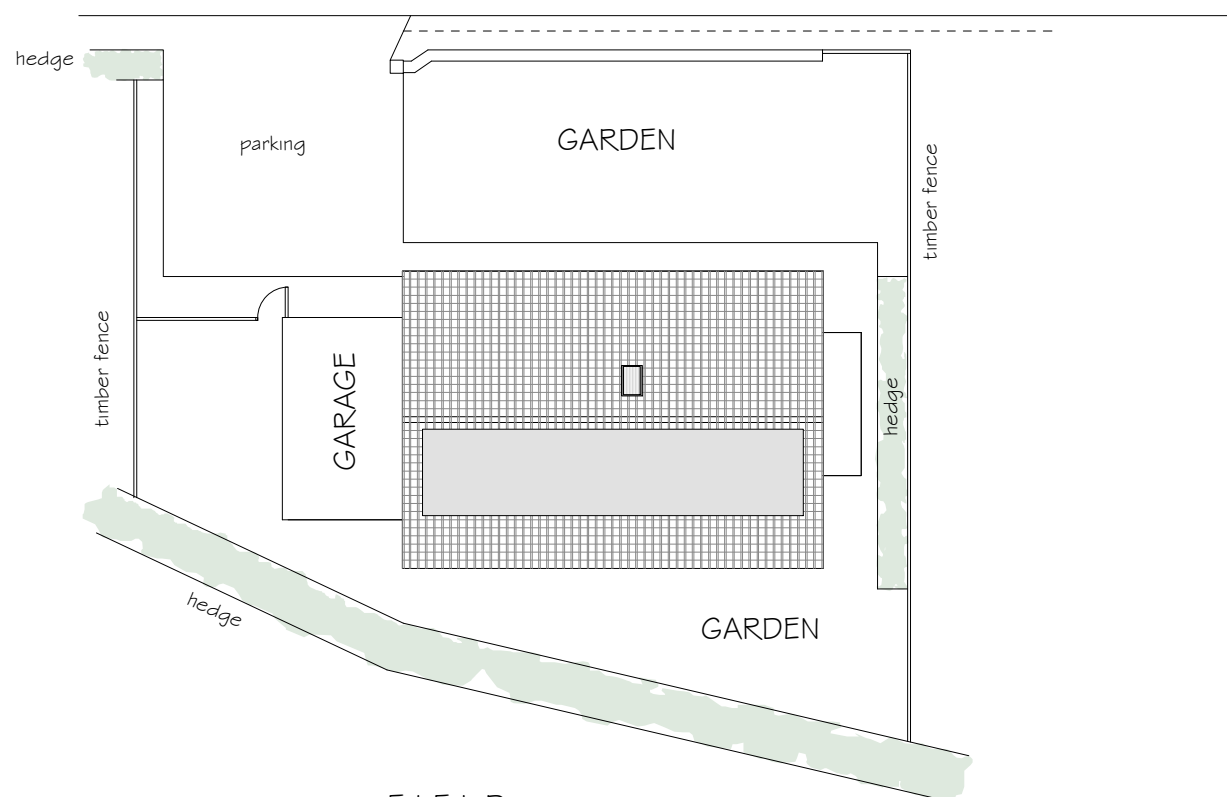 hedge
parking
GARDEN
timber fence
timber fence
GARAGE
hedge
hedge
GARDEN